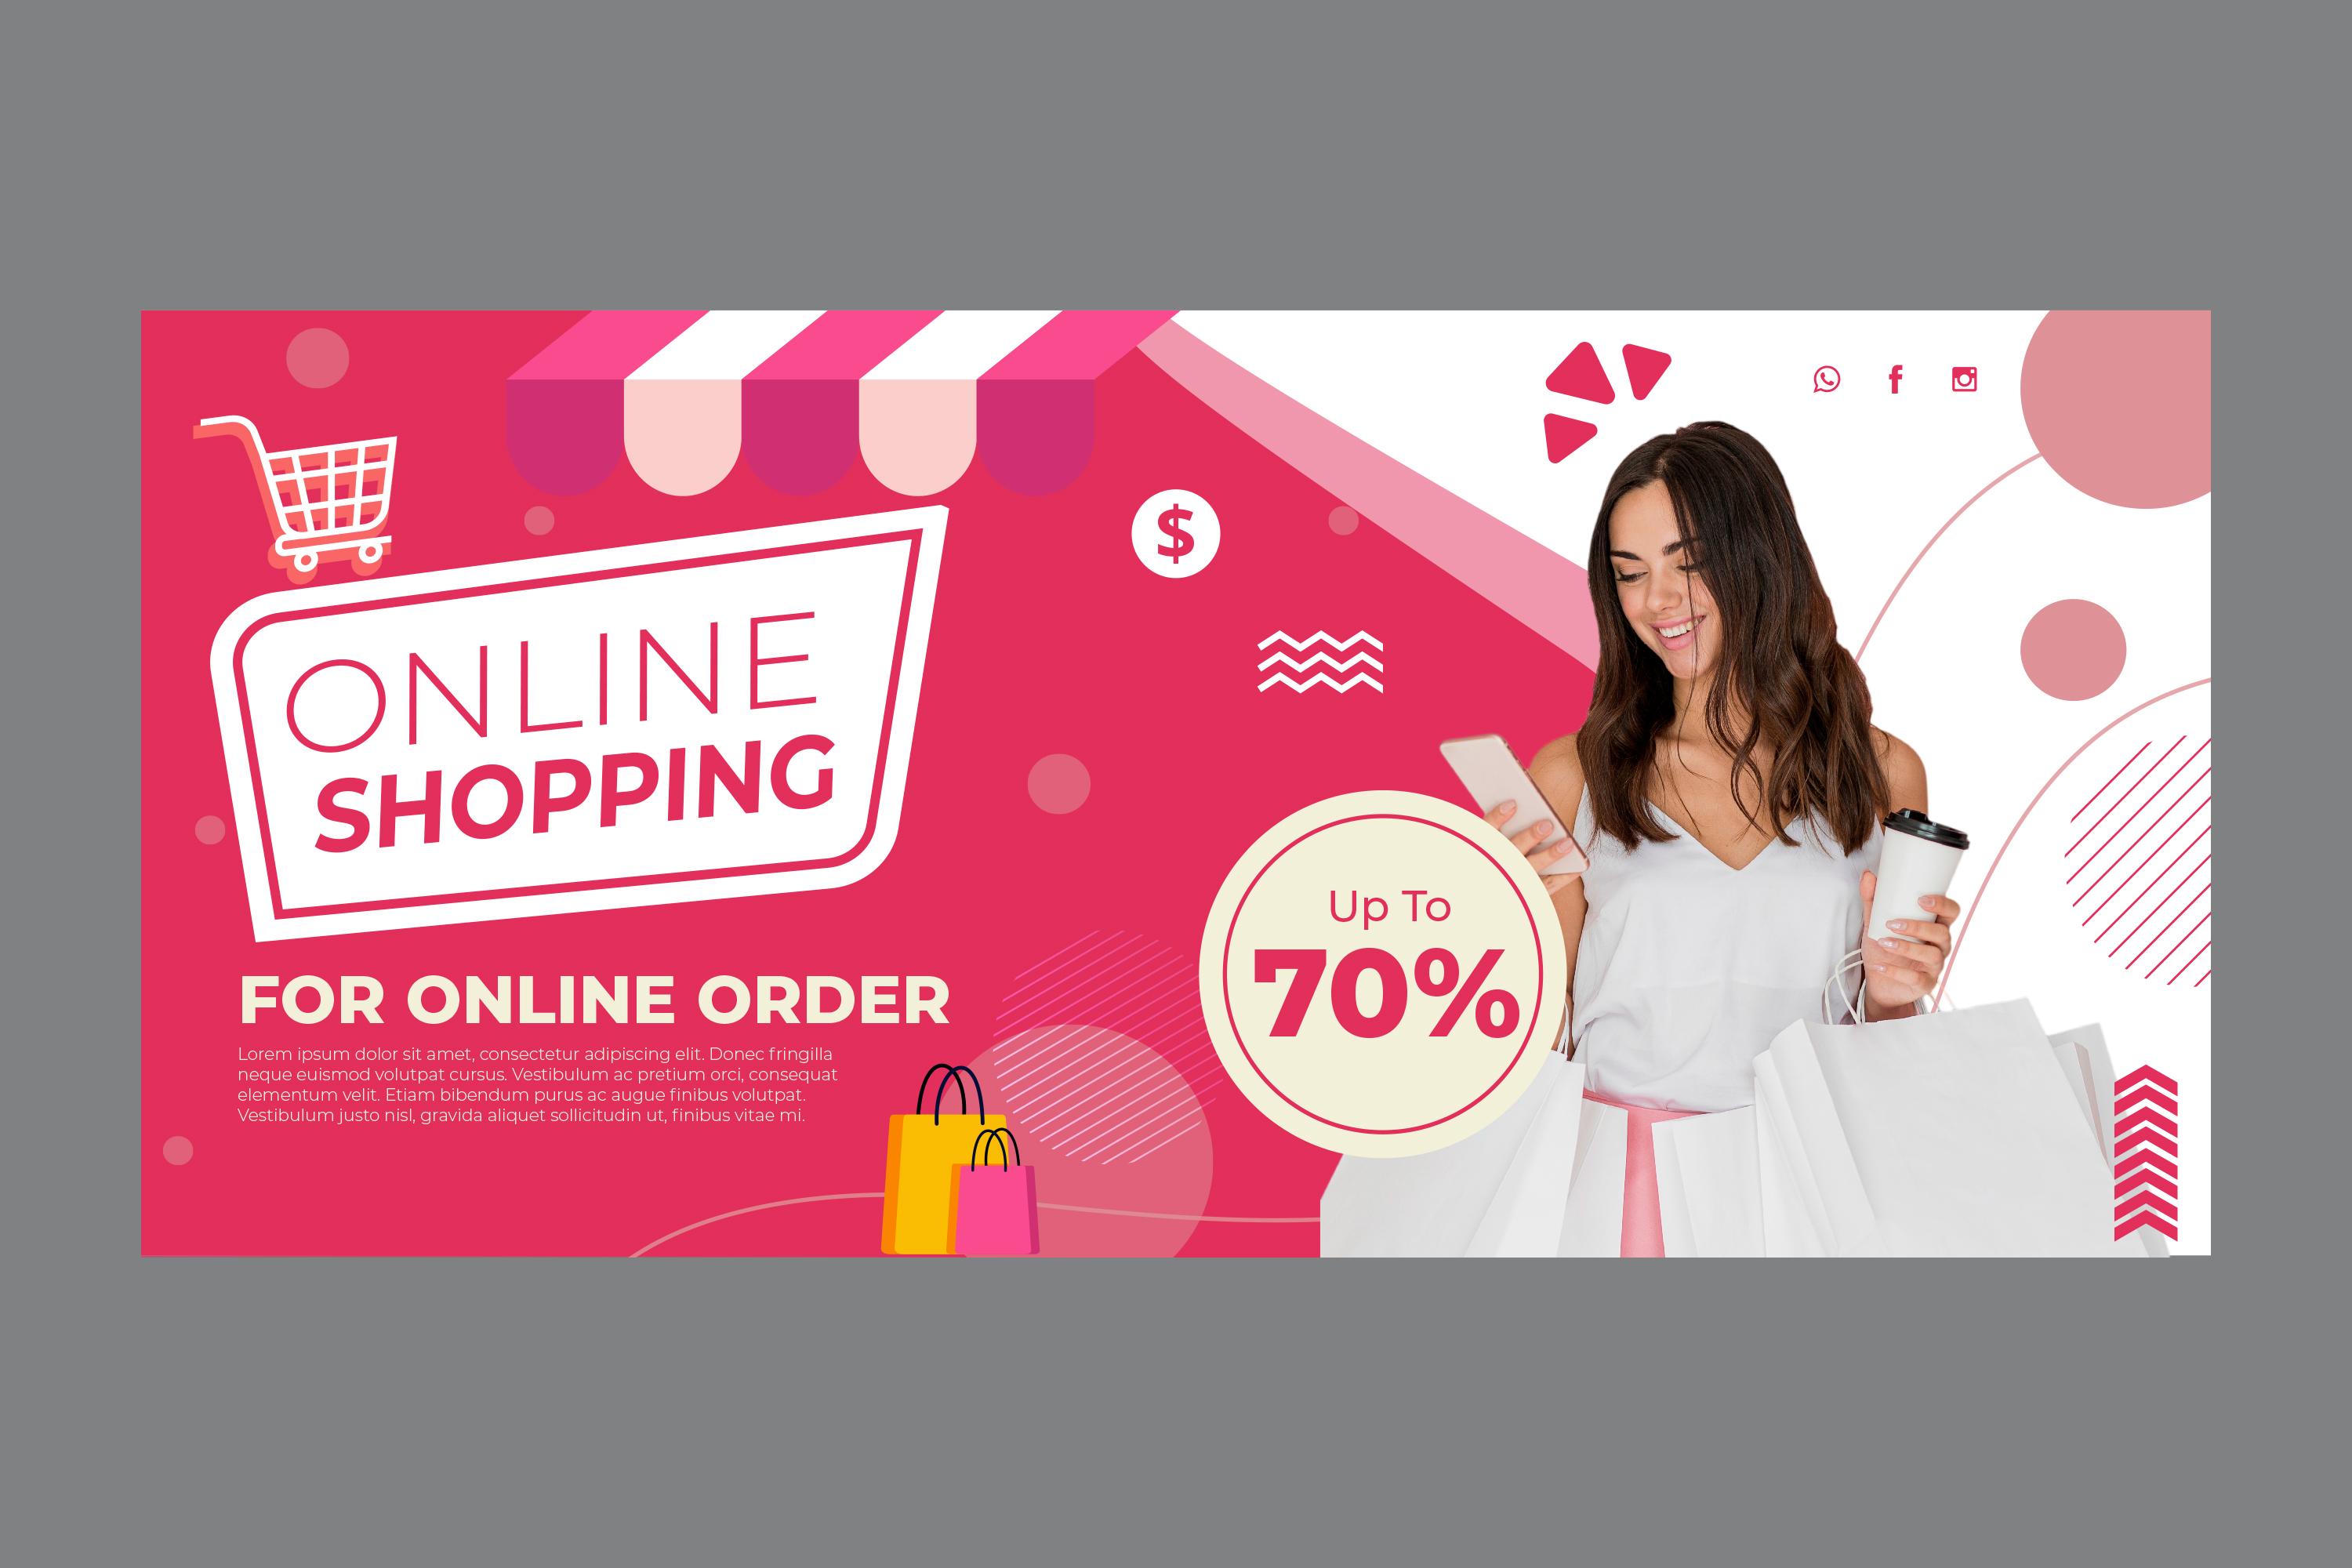 $
ONLINE
SHOPPING
FOR ONLINE ORDER
Lorem ipsum dolor sit amet, consectetur adipiscing elit. Donec fringilla
neque euismod volutpat cursus. Vestibulum ac pretium orci, consequat
elementum velit. Etiam bibendum purus ac augue finibus volutpat.
Vestibulum justo nisl, gravida aliquet sollicitudin ut, finibus vitae mi.
Up To
70%